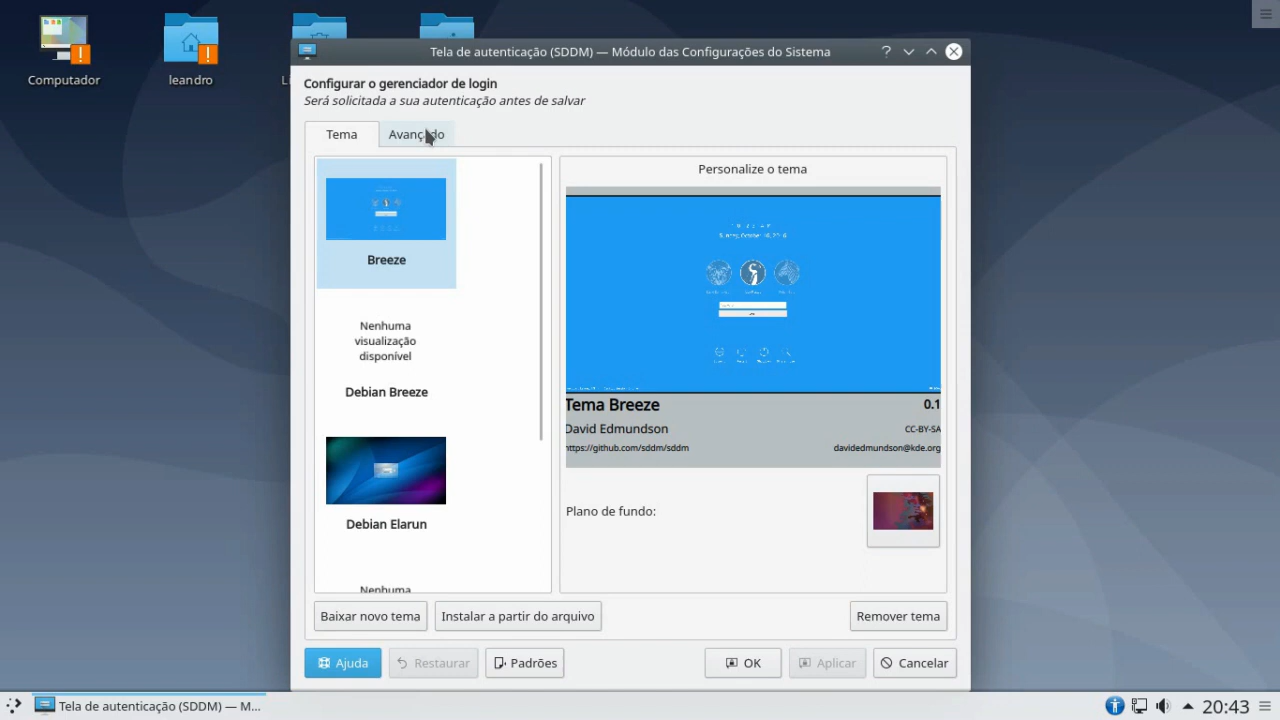 Computador
leandro
Tela de autenticação (SDDM) — Módulo das Configurações do Sistema
Configurar o gerenciador de login
Será solicitada a sua autenticação antes de salvar
Tema
Avançado
Breeze
Nenhuma
visualização
disponível
Debian Breeze
Debian Elarun
Nenhuma
Personalize o tema
Tema Breeze
0.1
David Edmundson
CC-BY-SA
https://github.com/sddm/sddm
davidedmundson@kde.org
Plano de fundo:
Baixar novo tema
Instalar a partir do arquivo
Remover tema
Ajuda
Restaurar
Padrões
OK
Aplicar
Cancelar
Tela de autenticação (SDDM) — M...
20:43